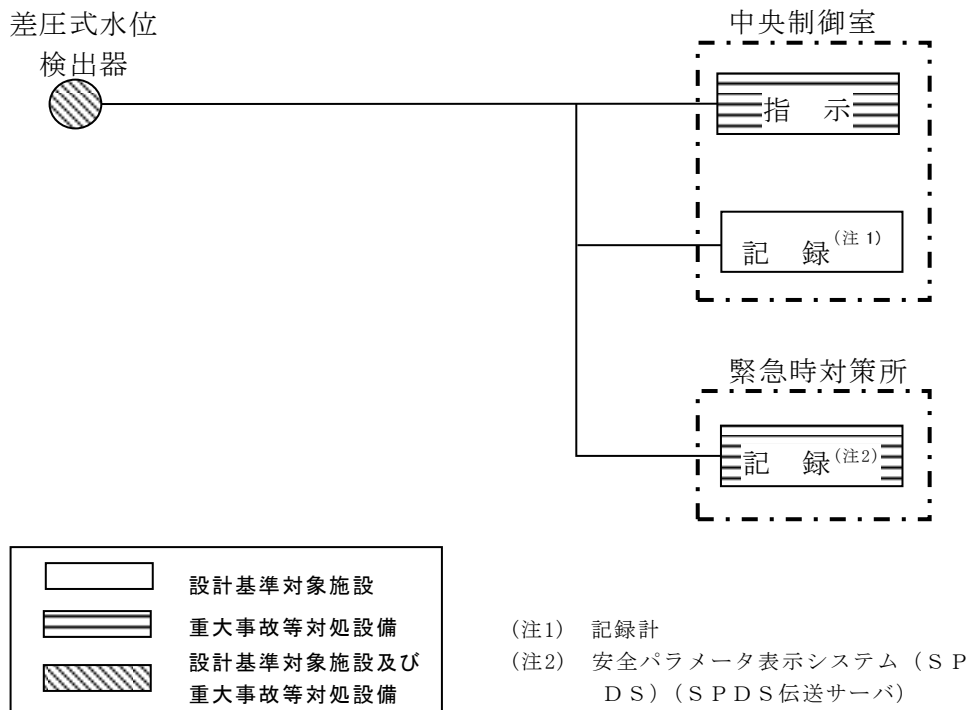 差圧式水位
検出器
中央制御室
指 示
記 録(注1)
緊急時対策所
記 録(注2)
設計基準対象施設
重大事故等対処設備
設計基準対象施設及び
重大事故等対処設備
(注1) 記録計
(注2) 安全パラメータ表示システム(SP
DS)(SPDS伝送サーバ)